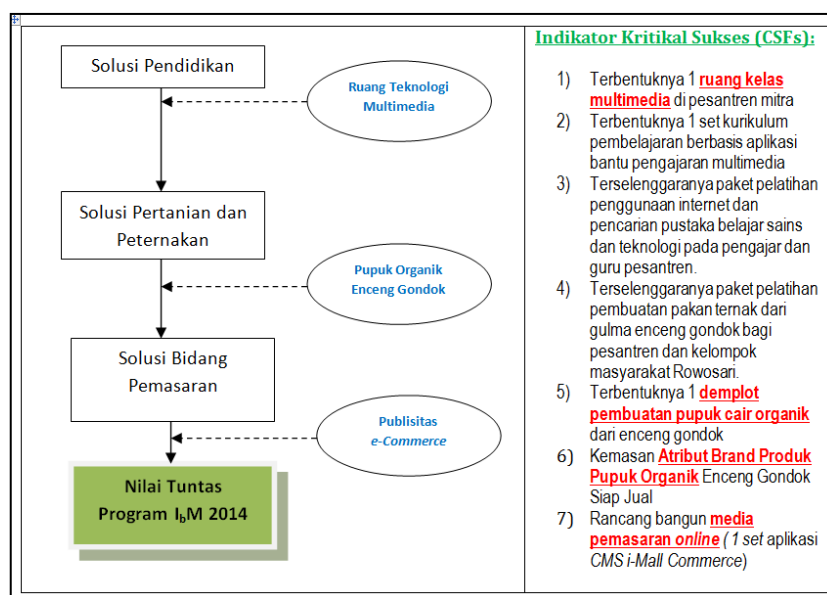 Solusi Pendidikan
Ruang Teknologi
Multimedia
Solusi Pertanian dan
Peternakan
Pupuk Organik
Enceng Gondok
Solusi Bidang
Pemasaran
Publisitas
e-Commerce
Nilai Tuntas
Program IbM 2014
Indikator Kritikal Sukses (CSFs):
1) Terbentuknya 1 ruang kelas
multimedia di pesantren mitra
2) Terbentuknya 1 set kurikulum
pembelajaran berbasis aplikasi
bantu pengajaran multimedia
3) Terselenggaranya paket pelatihan
penggunaan internet dan
pencarian pustaka belajar sains
dan teknologi pada pengajar dan
guru pesantren.
4) Terselenggaranya paket pelatihan
pembuatan pakan ternak dari
gulma enceng gondok bagi
pesantren dan kelompok
masyarakat Rowosari.
5) Terbentuknya 1 demplot
pembuatan pupuk cair organik
dari enceng gondok
6) Kemasan Atribut Brand Produk
Pupuk Organik Enceng Gondok
Siap Jual
7) Rancang bangun media
pemasaran online ( 1 set aplikasi
CMS i-Mall Commerce)